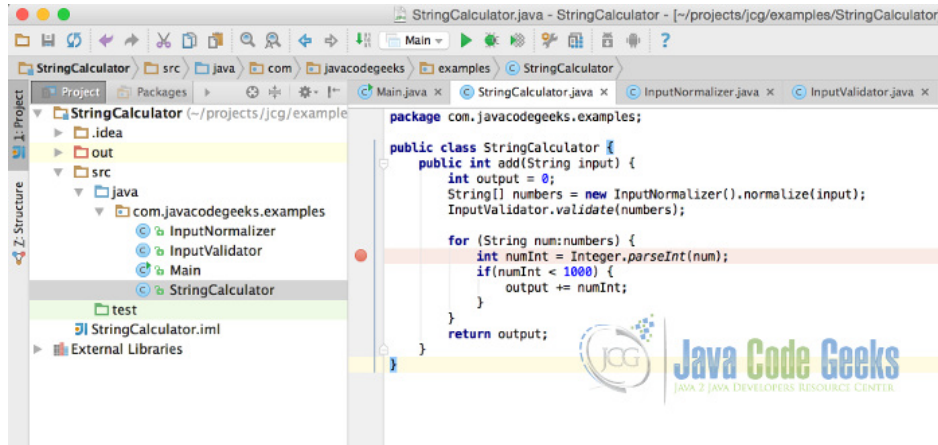 StringCalculator.java - StringCalculator - [~/projects/jcg/examples/StringCalculator
Main
StringCalculator src java com javacodegeeks examples StringCalculator
Project Packages
Main.java × StringCalculator.java × InputNormalizer.java × InputValidator.java ×
1: Project
Z: Structure
StringCalculator (~/projects/jcg/example
.idea
out
src
java
com.javacodegeeks.examples
InputNormalizer
InputValidator
Main
StringCalculator
test
StringCalculator.iml
External Libraries
package com.javacodegeeks.examples;
public class StringCalculator {
public int add(String input) {
int output = 0;
String[] numbers = new InputNormalizer().normalize(input);
InputValidator.validate(numbers);
for (String num:numbers) {
int numInt = Integer.parseInt(num);
if(numInt < 1000) {
output += numInt;
}
}
return output;
}
}
JCG
Java Code Geeks
JAVA 2 JAVA DEVELOPERS RESOURCE CENTER